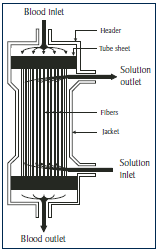 Blood inlet
Header
Tube sheet
Solution
outlet
Fibers
Jacket
Solution
inlet
Blood outlet